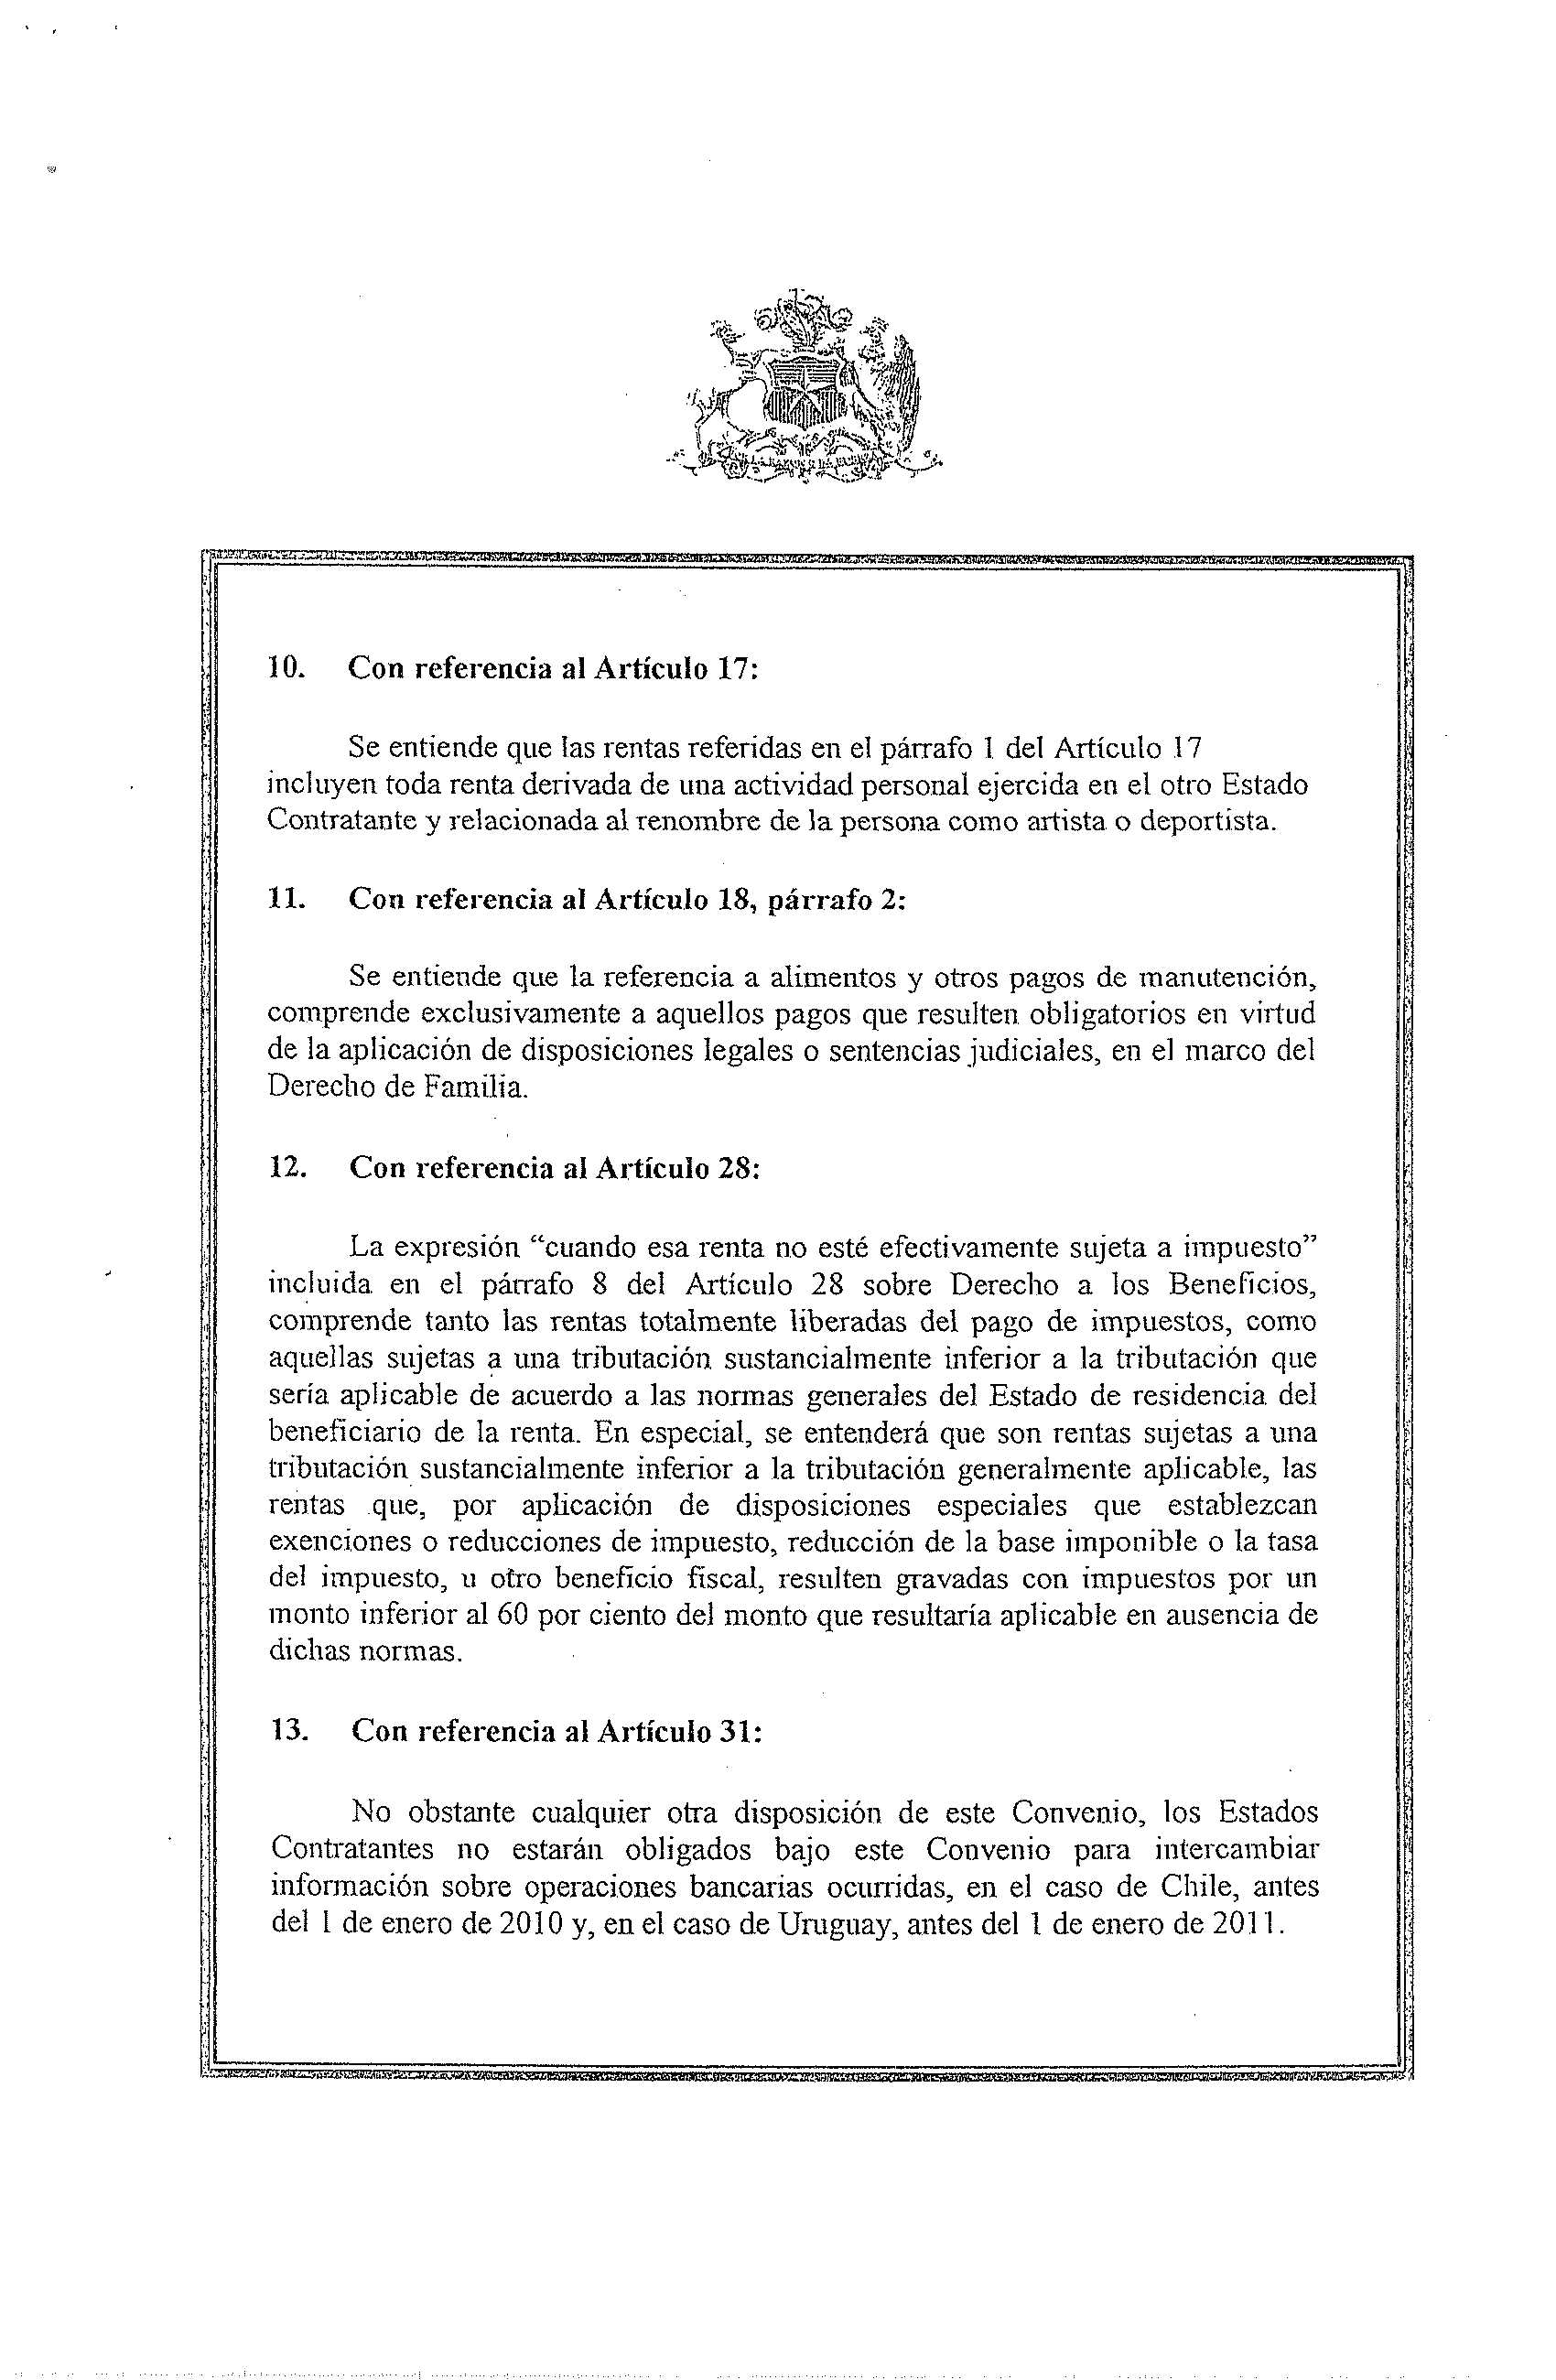 10. Con referencia al Artículo 17:
Se entiende que las rentas referidas en el párrafo 1 del Artículo 17
incluyen toda renta derivada de una actividad personal ejercida en el otro Estado
Contratante y relacionada al renombre de la persona como artista o deportista.
11. Con referencia al Artículo 18, párrafo 2:
Se entiende que la referencia a alimentos y otros pagos de manutención,
comprende exclusivamente a aquellos pagos que resulten obligatorios en virtud
de la aplicación de disposiciones legales o sentencias judiciales, en el marco del
Derecho de Familia.
12. Con referencia al Artículo 28:
La expresión “cuando esa renta no esté efectivamente sujeta a impuesto”
incluida en el párrafo 8 del Artículo 28 sobre Derecho a los Beneficios,
comprende tanto las rentas totalmente liberadas del pago de impuestos, como
aquellas sujetas a una tributación sustancialmente inferior a la tributación que
sería aplicable de acuerdo a las normas generales del Estado de residencia del
beneficiario de la renta. En especial, se entenderá que son rentas sujetas a una
tributación sustancialmente inferior a la tributación generalmente aplicable, las
rentas que, por aplicación de disposiciones especiales que establezcan
exenciones o reducciones de impuesto, reducción de la base imponible o la tasa
del impuesto, u otro beneficio fiscal, resulten gravadas con impuestos por un
monto inferior al 60 por ciento del monto que resultaría aplicable en ausencia de
dichas normas.
13. Con referencia al Artículo 31:
No obstante cualquier otra disposición de este Convenio, los Estados
Contratantes no estarán obligados bajo este Convenio para intercambiar
información sobre operaciones bancarias ocurridas, en el caso de Chile, antes
del 1 de enero de 2010 y, en el caso de Uruguay, antes del 1 de enero de 2011.